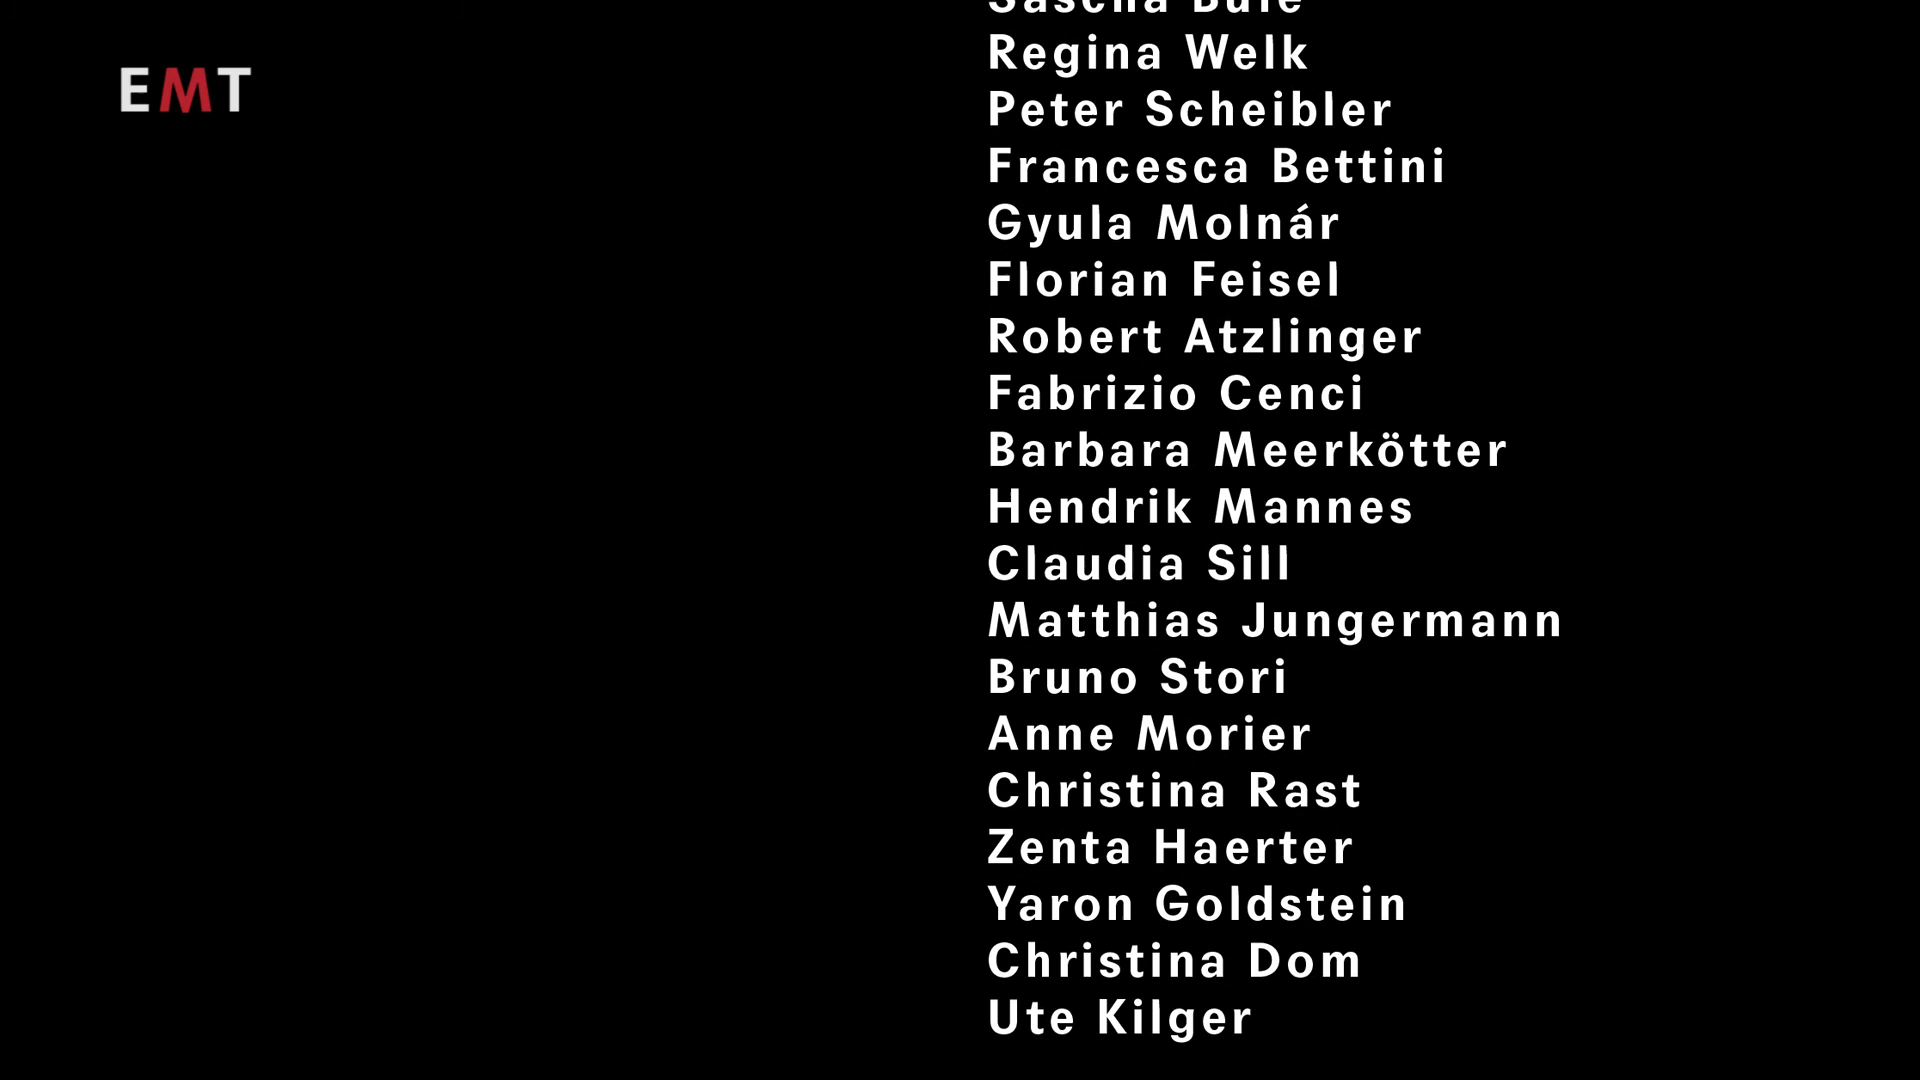 EMT
Regina Welk
Peter Scheibler
Francesca Bettini
Gyula Molnár
Florian Feisel
Robert Atzlinger
Fabrizio Cenci
Barbara Meerkötter
Hendrik Mannes
Claudia Sill
Matthias Jungermann
Bruno Stori
Anne Morier
Christina Rast
Zenta Haerter
Yaron Goldstein
Christina Dom
Ute Kilger